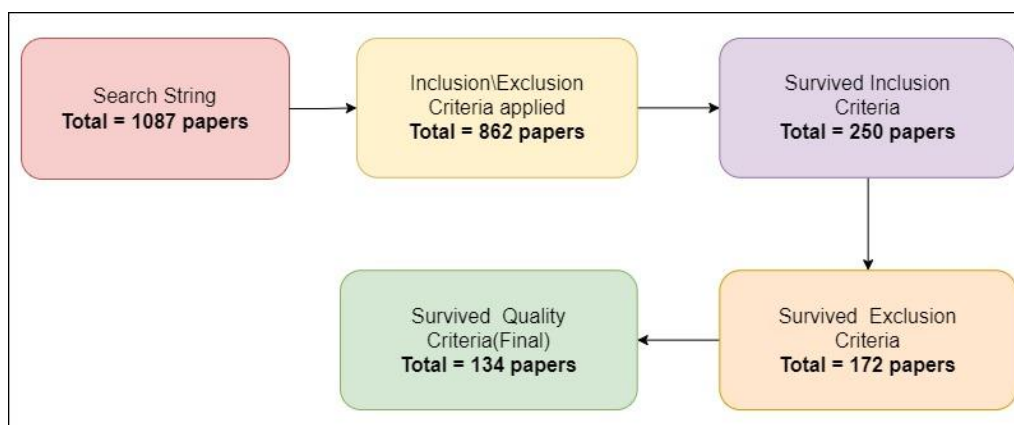 Search String
Total = 1087 papers
Inclusion\Exclusion
Criteria applied
Total = 862 papers
Survived Inclusion
Criteria
Total = 250 papers
Survived Exclusion
Criteria
Total = 172 papers
Survived Quality
Criteria(Final)
Total = 134 papers